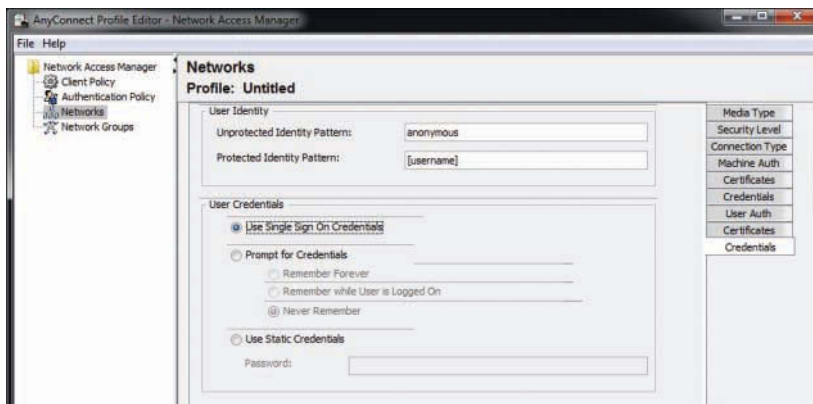 AnyConnect Profile Editor - Network Access Manager
File Help
Network Access Manager
Client Policy
Authentication Policy
Networks
Network Groups
Networks
Profile: Untitled
User Identity
Unprotected Identity Pattern: anonymous
Protected Identity Pattern: [username]
User Credentials
Use Single Sign On Credentials
Prompt for Credentials
Remember Forever
Remember while User is Logged On
Never Remember
Use Static Credentials
Password:
Media Type
Security Level
Connection Type
Machine Auth
Certificates
Credentials
User Auth
Certificates
Credentials